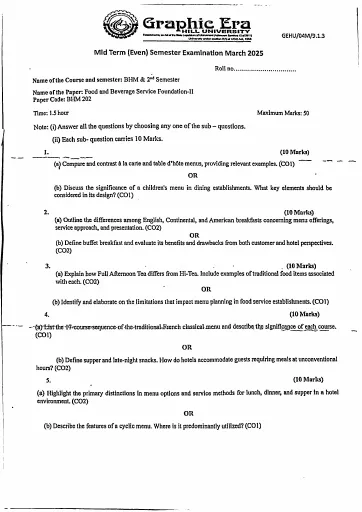 Graphic Era
HILL UNIVERSITY
GEHU/04M/9.1.3
Mid Term (Even) Semester Examination March 2025
Roll no..............................
Name of the Course and semester: BHM & 2nd Semester
Name of the Paper: Food and Beverage Service Foundation-II
Paper Code: BHM 202
Time: 1.5 hour Maximum Marks: 50
Note: (i) Answer all the questions by choosing any one of the sub – questions.
(ii) Each sub- question carries 10 Marks.
1. (10 Marks)
(a) Compare and contrast à la carte and table d'hôte menus, providing relevant examples. (CO1)
OR
(b) Discuss the significance of a children's menu in dining establishments. What key elements should be
considered in its design? (CO1)
2. (10 Marks)
(a) Outline the differences among English, Continental, and American breakfasts concerning menu offerings,
service approach, and presentation. (CO2)
OR
(b) Define buffet breakfast and evaluate its benefits and drawbacks from both customer and hotel perspectives.
(CO2)
3. (10 Marks)
(a) Explain how Full Afternoon Tea differs from Hi-Tea. Include examples of traditional food items associated
with each. (CO2)
OR
(b) Identify and elaborate on the limitations that impact menu planning in food service establishments. (CO1)
4. (10 Marks)
(a) List the 17-course sequence of the traditional French classical menu and describe the significance of each course.
(CO1)
OR
(b) Define supper and late-night snacks. How do hotels accommodate guests requiring meals at unconventional
hours? (CO2)
5. (10 Marks)
(a) Highlight the primary distinctions in menu options and service methods for lunch, dinner, and supper in a hotel
environment. (CO2)
OR
(b) Describe the features of a cyclic menu. Where is it predominantly utilized? (CO1)